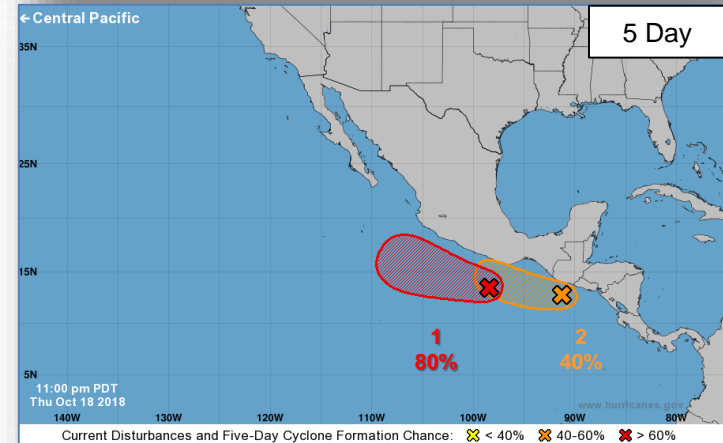 ← Central Pacific
5 Day
35N
25N
15N
5N
1
80%
2
40%
11:00 pm PDT
Thu Oct 18 2018
www.hurricanes.gov
140W 130W 120W 110W 100W 90W 80W
Current Disturbances and Five-Day Cyclone Formation Chance: < 40% 40-60% > 60%